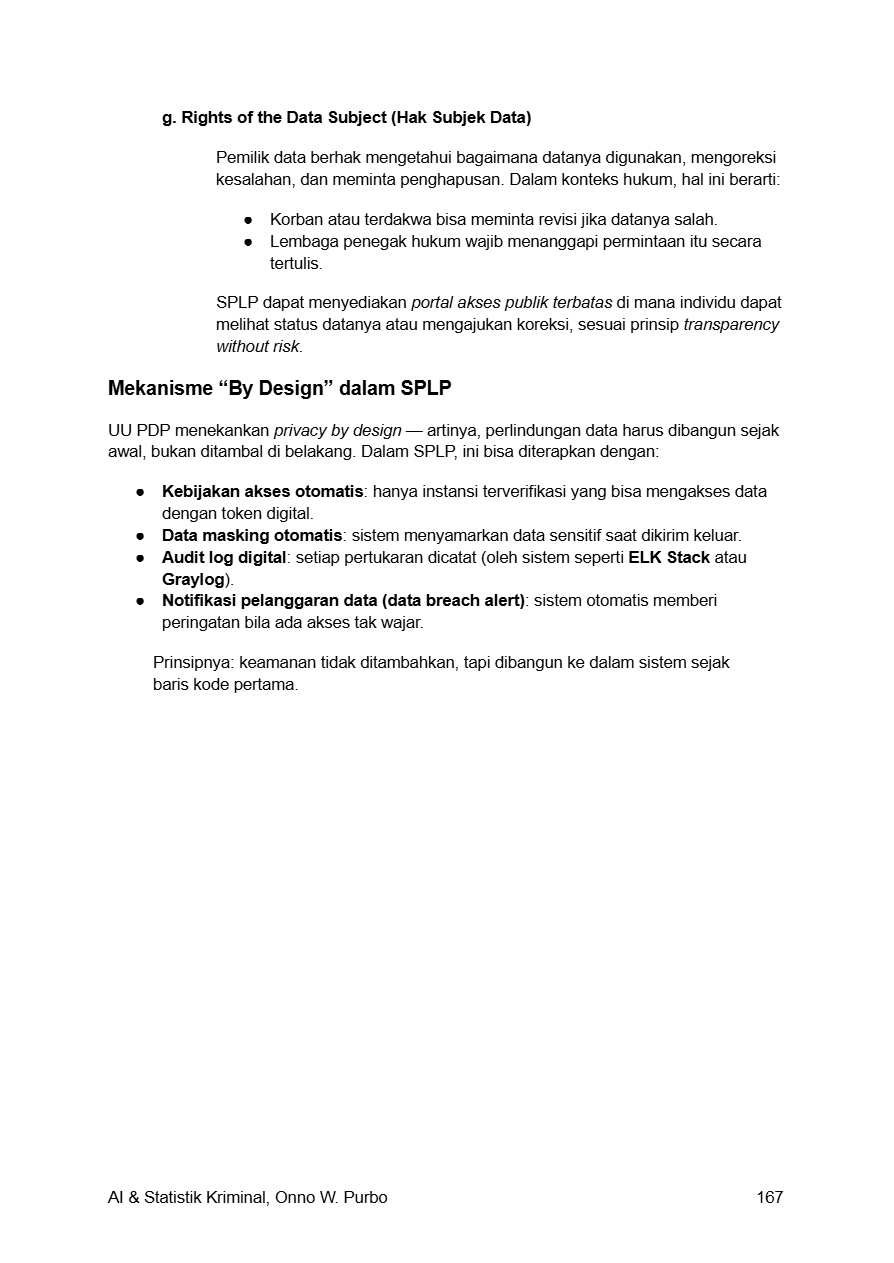 g. Rights of the Data Subject (Hak Subjek Data)
Pemilik data berhak mengetahui bagaimana datanya digunakan, mengoreksi
kesalahan, dan meminta penghapusan. Dalam konteks hukum, hal ini berarti:
● Korban atau terdakwa bisa meminta revisi jika datanya salah.
● Lembaga penegak hukum wajib menanggapi permintaan itu secara
tertulis.
SPLP dapat menyediakan portal akses publik terbatas di mana individu dapat
melihat status datanya atau mengajukan koreksi, sesuai prinsip transparency
without risk.
Mekanisme “By Design” dalam SPLP
UU PDP menekankan privacy by design — artinya, perlindungan data harus dibangun sejak
awal, bukan ditambal di belakang. Dalam SPLP, ini bisa diterapkan dengan:
● Kebijakan akses otomatis: hanya instansi terverifikasi yang bisa mengakses data
dengan token digital.
● Data masking otomatis: sistem menyamarkan data sensitif saat dikirim keluar.
● Audit log digital: setiap pertukaran dicatat (oleh sistem seperti ELK Stack atau
Graylog).
● Notifikasi pelanggaran data (data breach alert): sistem otomatis memberi
peringatan bila ada akses tak wajar.
Prinsipnya: keamanan tidak ditambahkan, tapi dibangun ke dalam sistem sejak
baris kode pertama.
AI & Statistik Kriminal, Onno W. Purbo 167